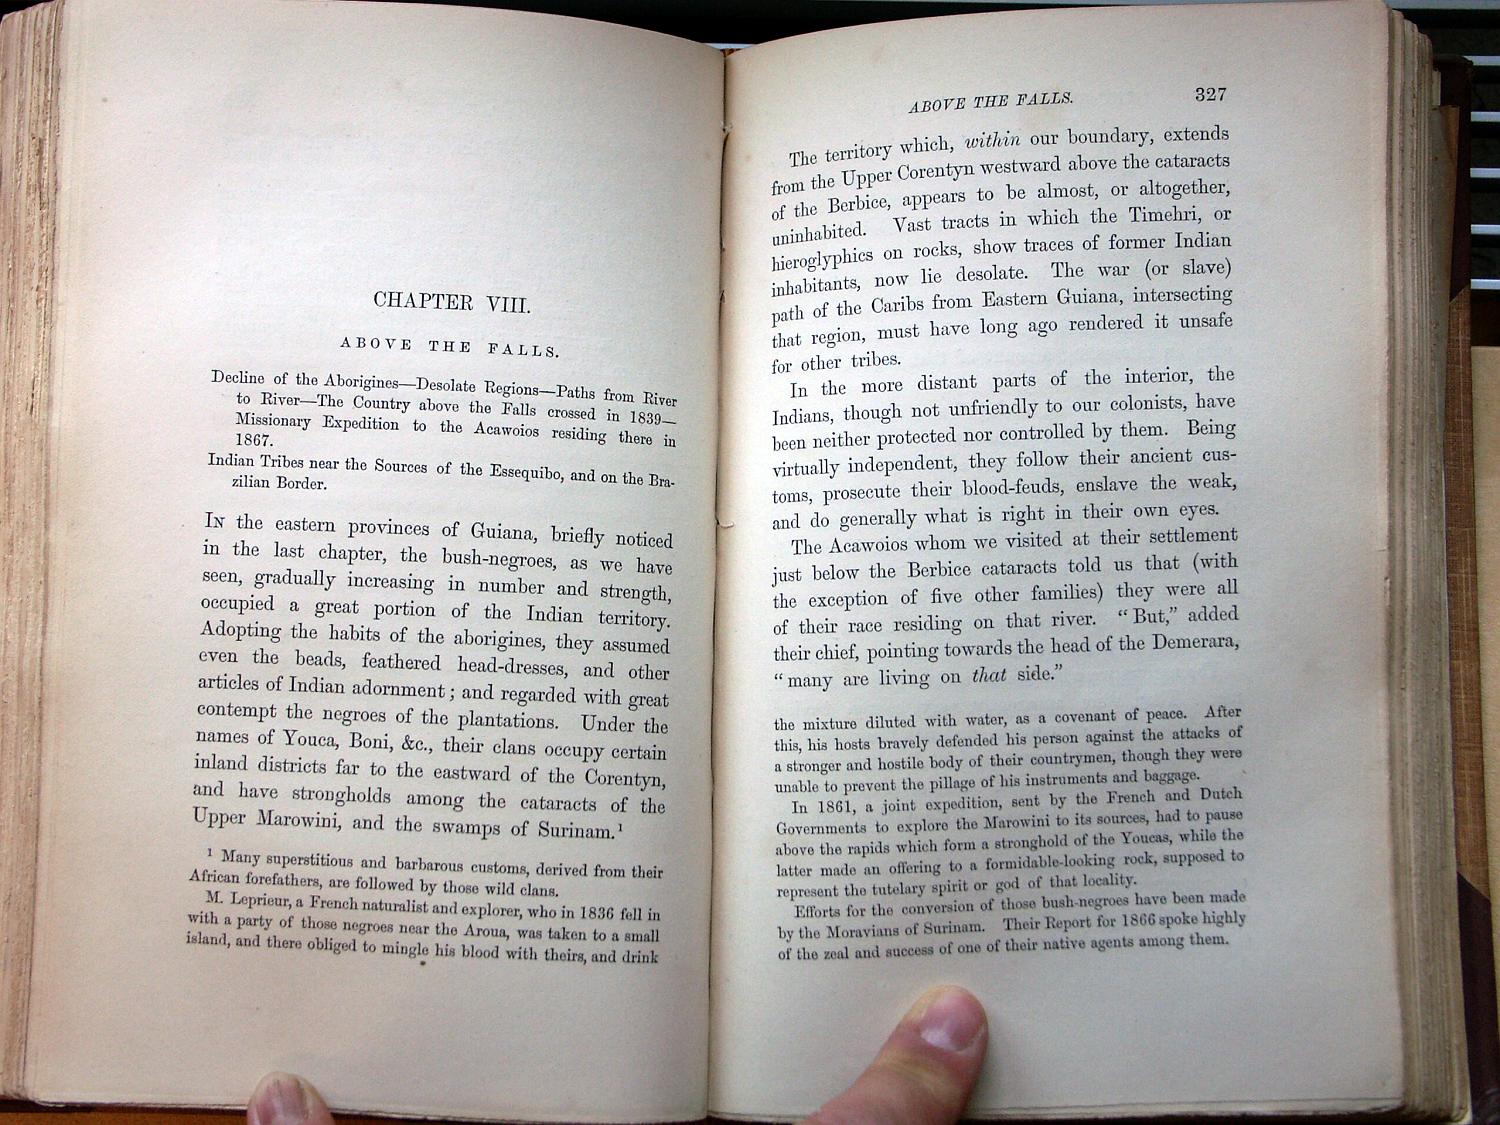 CHAPTER VIII.
ABOVE THE FALLS.
Decline of the Aborigines—Desolate Regions—Paths from River
to River—The Country above the Falls crossed in 1839—
Missionary Expedition to the Acawoios residing there in
1867.
Indian Tribes near the Sources of the Essequibo, and on the Bra-
zilian Border.
IN the eastern provinces of Guiana, briefly noticed
in the last chapter, the bush-negroes, as we have
seen, gradually increasing in number and strength,
occupied a great portion of the Indian territory.
Adopting the habits of the aborigines, they assumed
even the beads, feathered head-dresses, and other
articles of Indian adornment; and regarded with great
contempt the negroes of the plantations. Under the
names of Youca, Boni, &c., their clans occupy certain
inland districts far to the eastward of the Corentyn,
and have strongholds among the cataracts of the
Upper Marowini, and the swamps of Surinam.¹
¹ Many superstitious and barbarous customs, derived from their
African forefathers, are followed by those wild clans.
M. Leprieur, a French naturalist and explorer, who in 1836 fell in
with a party of those negroes near the Aroua, was taken to a small
island, and there obliged to mingle his blood with theirs, and drink
ABOVE THE FALLS. 327
The territory which, within our boundary, extends
from the Upper Corentyn westward above the cataracts
of the Berbice, appears to be almost, or altogether,
uninhabited. Vast tracts in which the Timehri, or
hieroglyphics on rocks, show traces of former Indian
inhabitants, now lie desolate. The war (or slave)
path of the Caribs from Eastern Guiana, intersecting
that region, must have long ago rendered it unsafe
for other tribes.
In the more distant parts of the interior, the
Indians, though not unfriendly to our colonists, have
been neither protected nor controlled by them. Being
virtually independent, they follow their ancient cus-
toms, prosecute their blood-feuds, enslave the weak,
and do generally what is right in their own eyes.
The Acawoios whom we visited at their settlement
just below the Berbice cataracts told us that (with
the exception of five other families) they were all
of their race residing on that river. “But,” added
their chief, pointing towards the head of the Demerara,
“many are living on that side.”
the mixture diluted with water, as a covenant of peace. After
this, his hosts bravely defended his person against the attacks of
a stronger and hostile body of their countrymen, though they were
unable to prevent the pillage of his instruments and baggage.
In 1861, a joint expedition, sent by the French and Dutch
Governments to explore the Marowini to its sources, had to pause
above the rapids which form a stronghold of the Youcas, while the
latter made an offering to a formidable-looking rock, supposed to
represent the tutelary spirit or god of that locality.
Efforts for the conversion of those bush-negroes have been made
by the Moravians of Surinam. Their Report for 1866 spoke highly
of the zeal and success of one of their native agents among them.